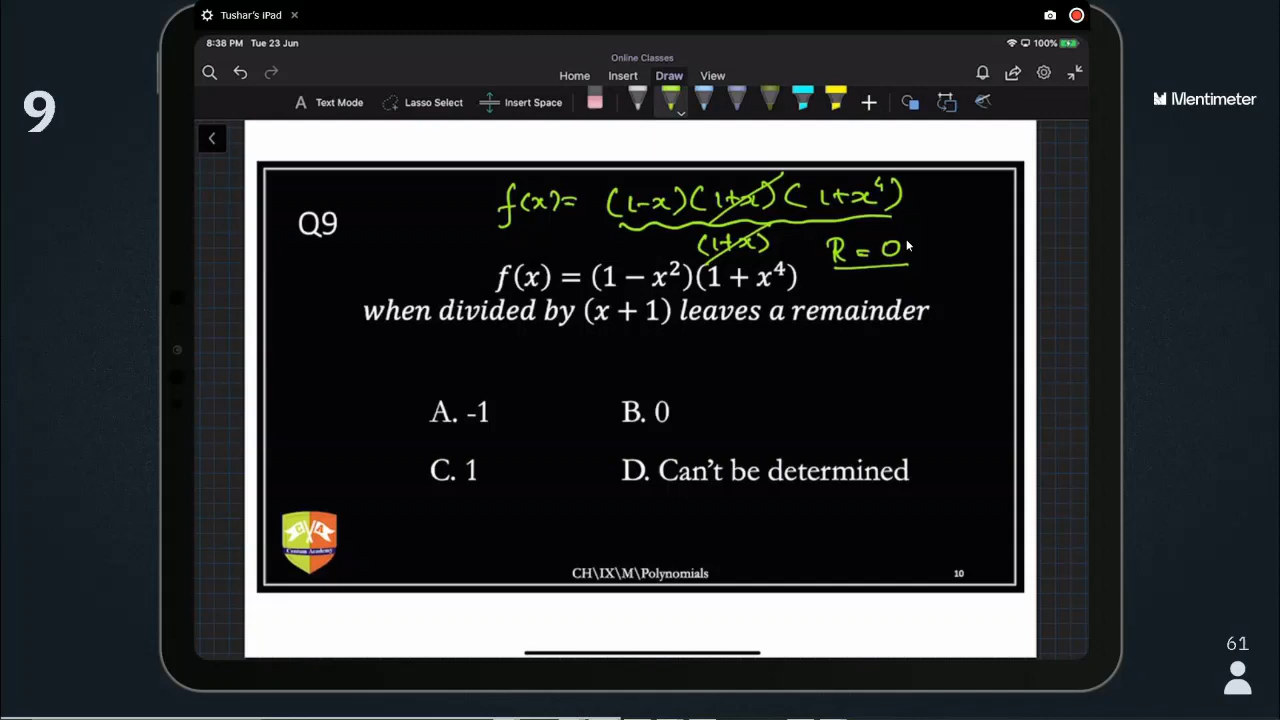 Tushar's iPad ×
8:38 PM Tue 23 Jun
100%
Online Classes
Home Insert Draw View
A Text Mode Lasso Select Insert Space
9
Mentimeter
f(x)= (1-x)(1+x)(1+x⁴)
(1+x)
R = 0
Q9
f(x) = (1 − x²)(1 + x⁴)
when divided by (x + 1) leaves a remainder
A. -1
B. 0
C. 1
D. Can't be determined
C A
Cosmos Academy
CH\IX\M\Polynomials
10
61